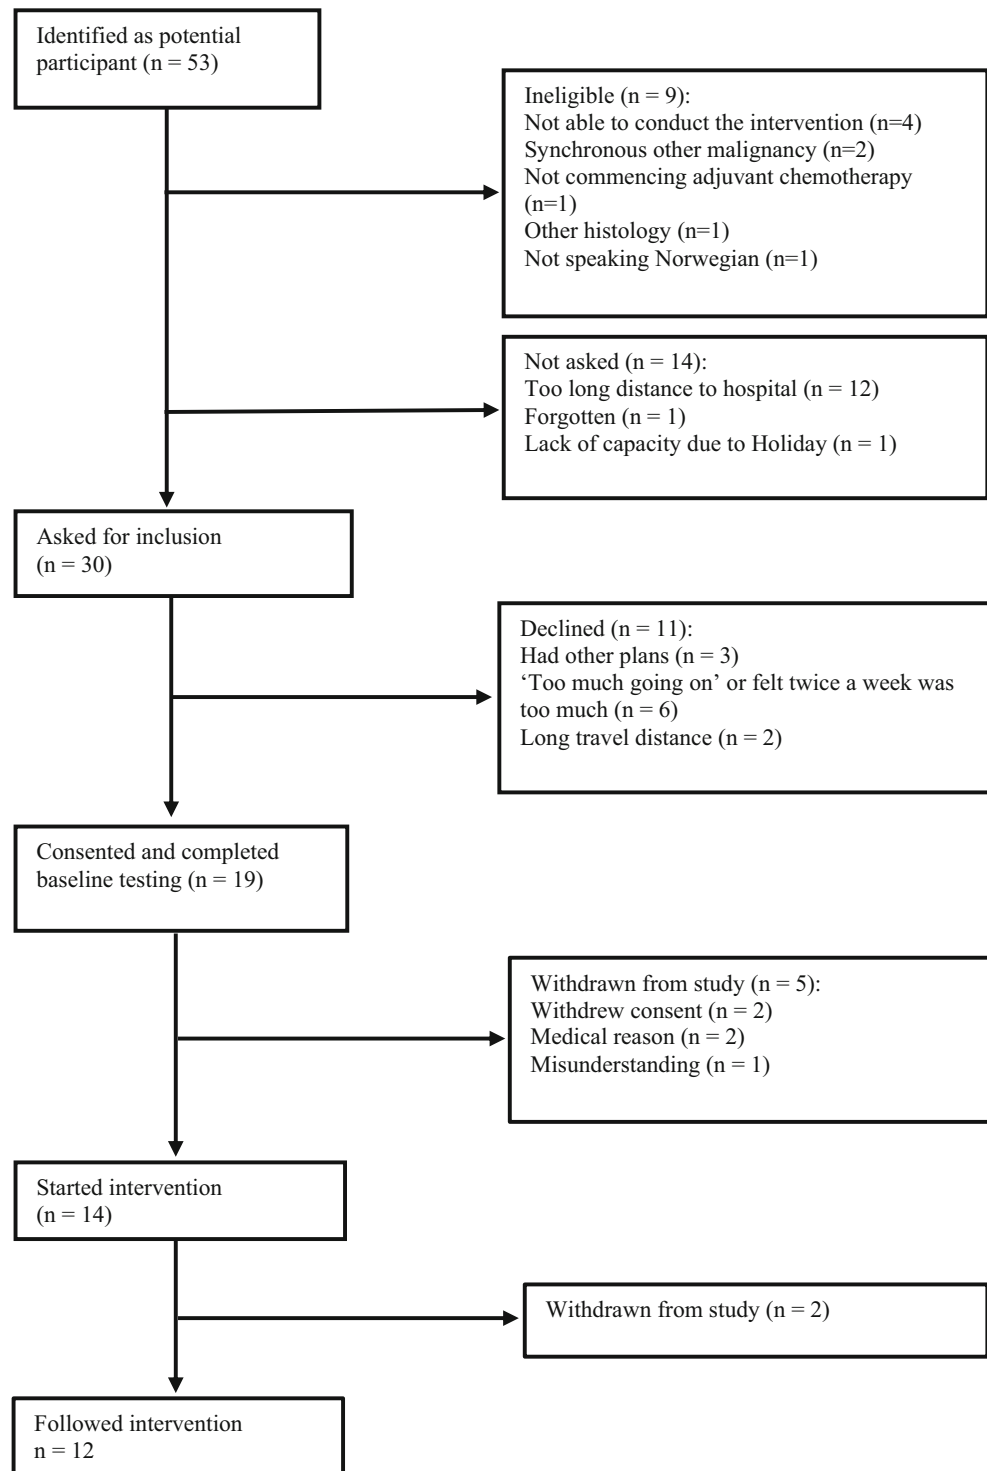 Identified as potential
participant (n = 53)
Ineligible (n = 9):
Not able to conduct the intervention (n=4)
Synchronous other malignancy (n=2)
Not commencing adjuvant chemotherapy
(n=1)
Other histology (n=1)
Not speaking Norwegian (n=1)
Not asked (n = 14):
Too long distance to hospital (n = 12)
Forgotten (n = 1)
Lack of capacity due to Holiday (n = 1)
Asked for inclusion
(n = 30)
Declined (n = 11):
Had other plans (n = 3)
‘Too much going on’ or felt twice a week was
too much (n = 6)
Long travel distance (n = 2)
Consented and completed
baseline testing (n = 19)
Withdrawn from study (n = 5):
Withdrew consent (n = 2)
Medical reason (n = 2)
Misunderstanding (n = 1)
Started intervention
(n = 14)
Withdrawn from study (n = 2)
Followed intervention
n = 12